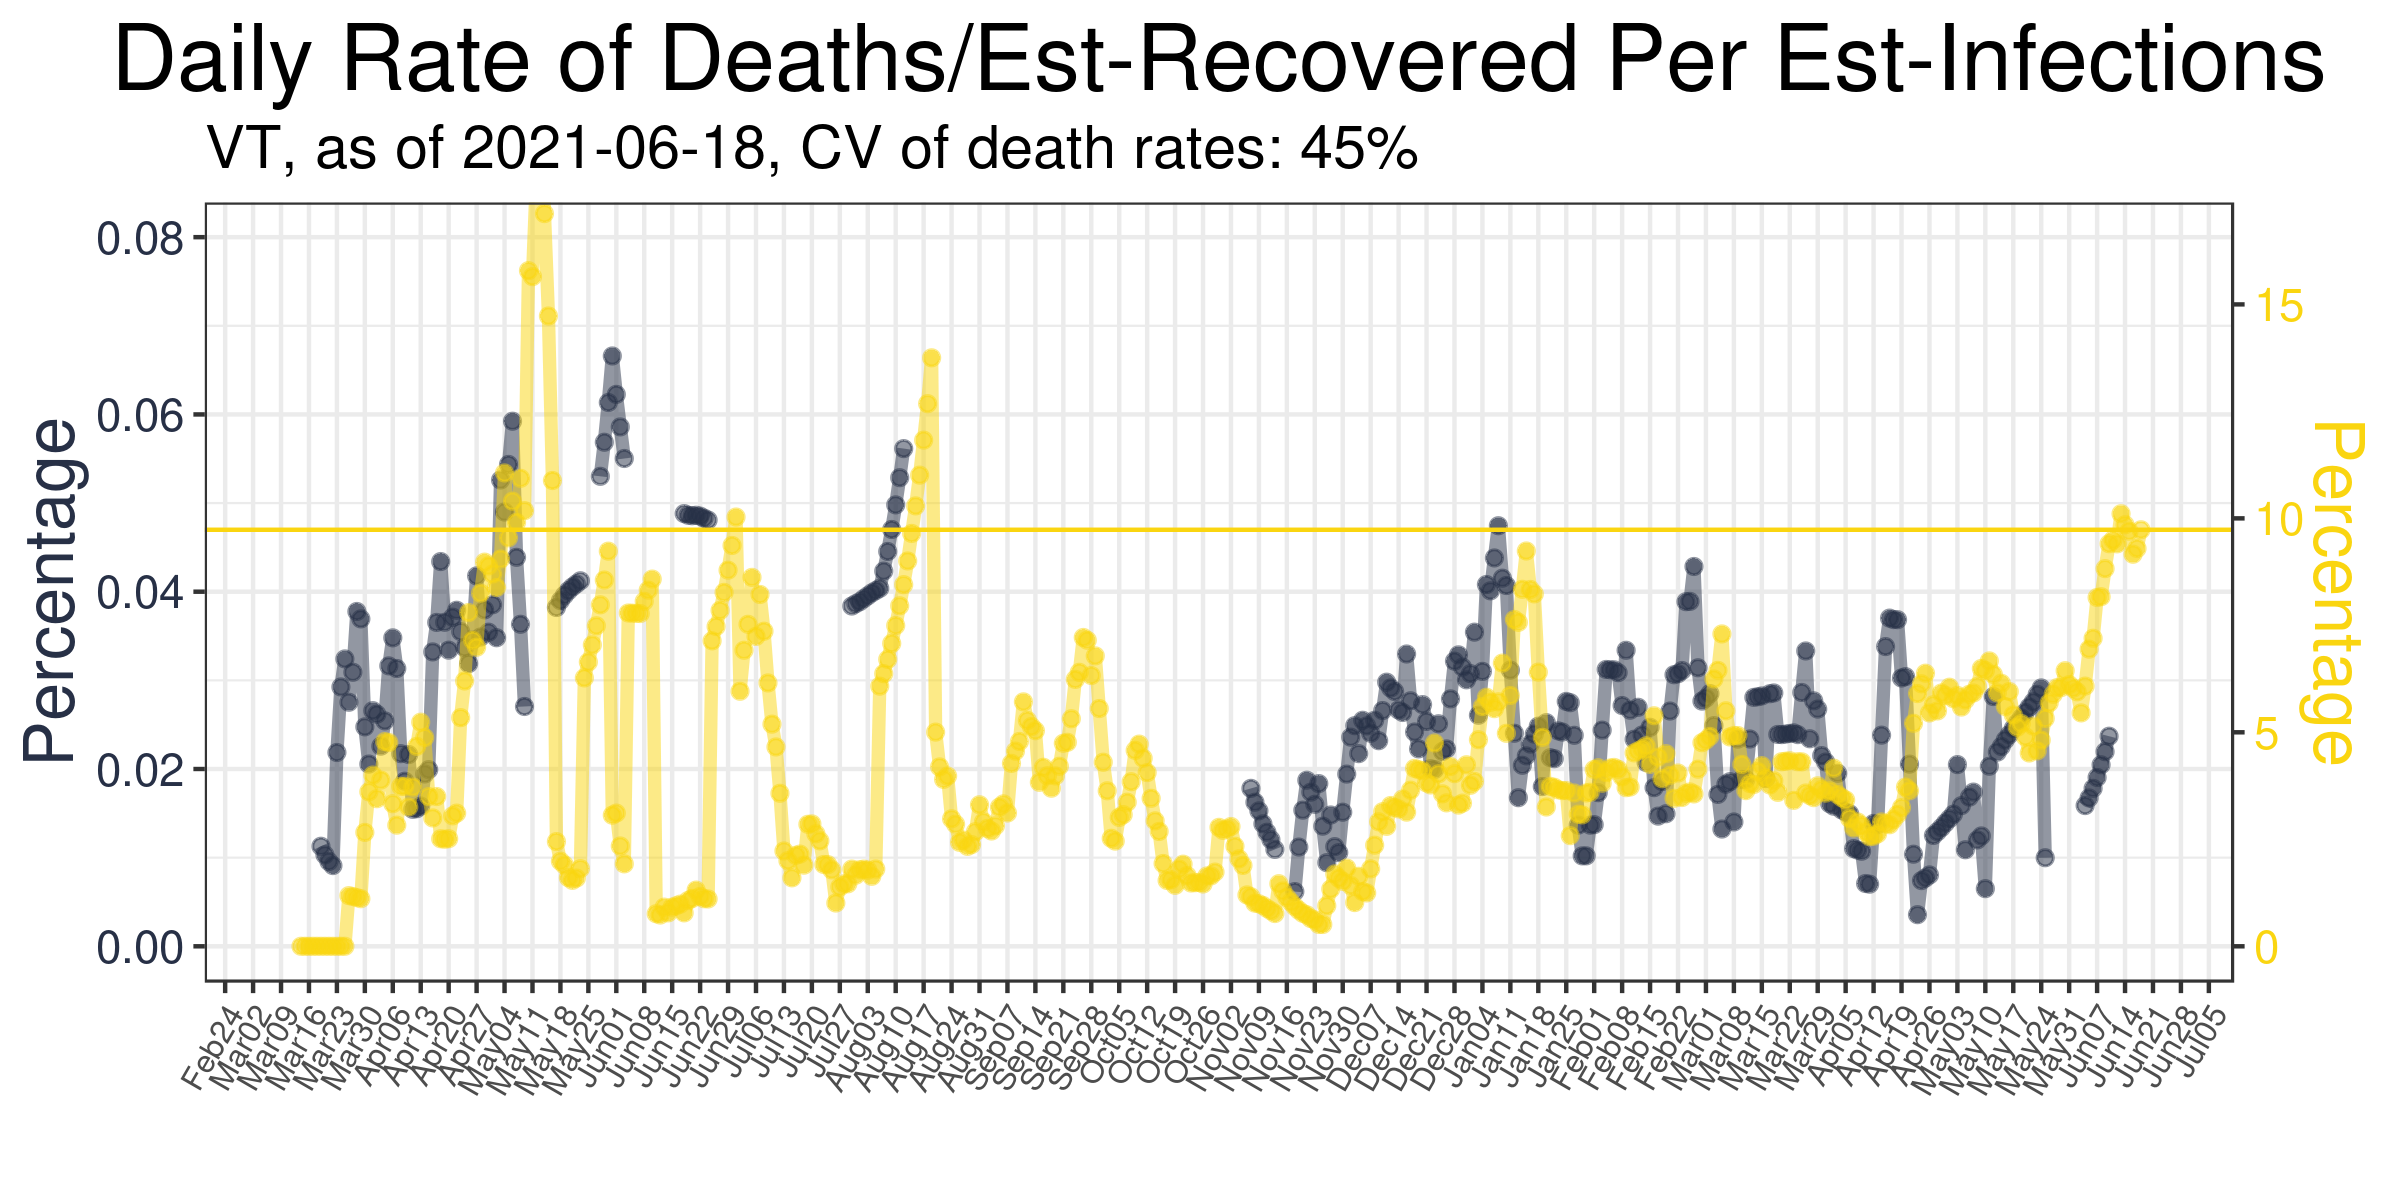 Daily Rate of Deaths/Est-Recovered Per Est-Infections
VT, as of 2021-06-18, CV of death rates: 45%
Percentage
0.08
0.06
0.04
0.02
0.00
15
10
5
0
Percentage
Feb24
Mar02
Mar09
Mar16
Mar23
Mar30
Apr06
Apr13
Apr20
Apr27
May04
May11
May18
May25
Jun01
Jun08
Jun15
Jun22
Jun29
Jul06
Jul13
Jul20
Jul27
Aug03
Aug10
Aug17
Aug24
Aug31
Sep07
Sep14
Sep21
Sep28
Oct05
Oct12
Oct19
Oct26
Nov02
Nov09
Nov16
Nov23
Nov30
Dec07
Dec14
Dec21
Dec28
Jan04
Jan11
Jan18
Jan25
Feb01
Feb08
Feb15
Feb22
Mar01
Mar08
Mar15
Mar22
Mar29
Apr05
Apr12
Apr19
Apr26
May03
May10
May17
May24
May31
Jun07
Jun14
Jun21
Jun28
Jul05